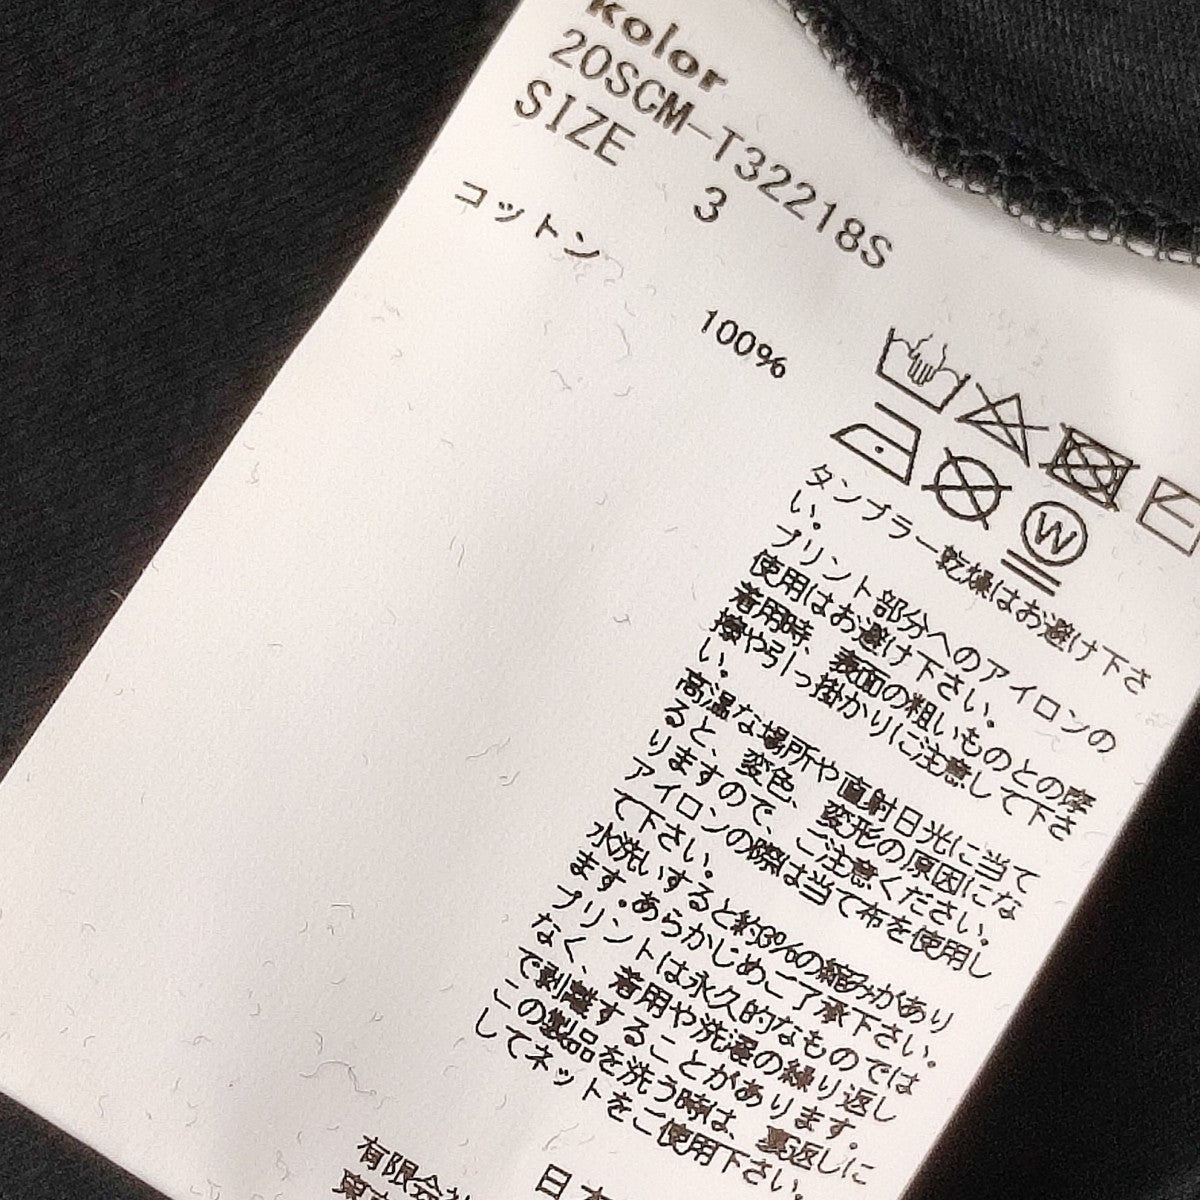 kolor
20SCM-T32218S
SIZE 3
コットン
100%
W
タンブラー乾燥はお避け下さ
い。
プリント部分へのアイロンの
使用はお避け下さい。
着用時、表面の粗いものとの摩
擦や引っ掛かりに注意して下さ
い。
高温な場所や直射日光に当て
ると、変色、変形の原因にな
りますので、ご注意ください。
アイロンの際は当て布を使用し
て下さい。
水洗いすると約3%の縮みがあり
ます。あらかじめご了承下さい。
プリントは永久的なものでは
なく、着用や洗濯の繰り返し
で剥離することがあります。
この製品を洗う時は、裏返しに
してネットをご使用下さい。
有限会社
日本